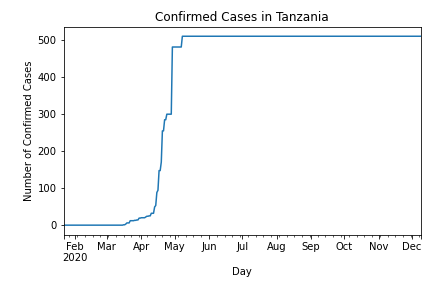 Confirmed Cases in Tanzania
Number of Confirmed Cases
500
400
300
200
100
0
Feb Mar Apr May Jun Jul Aug Sep Oct Nov Dec
2020
Day